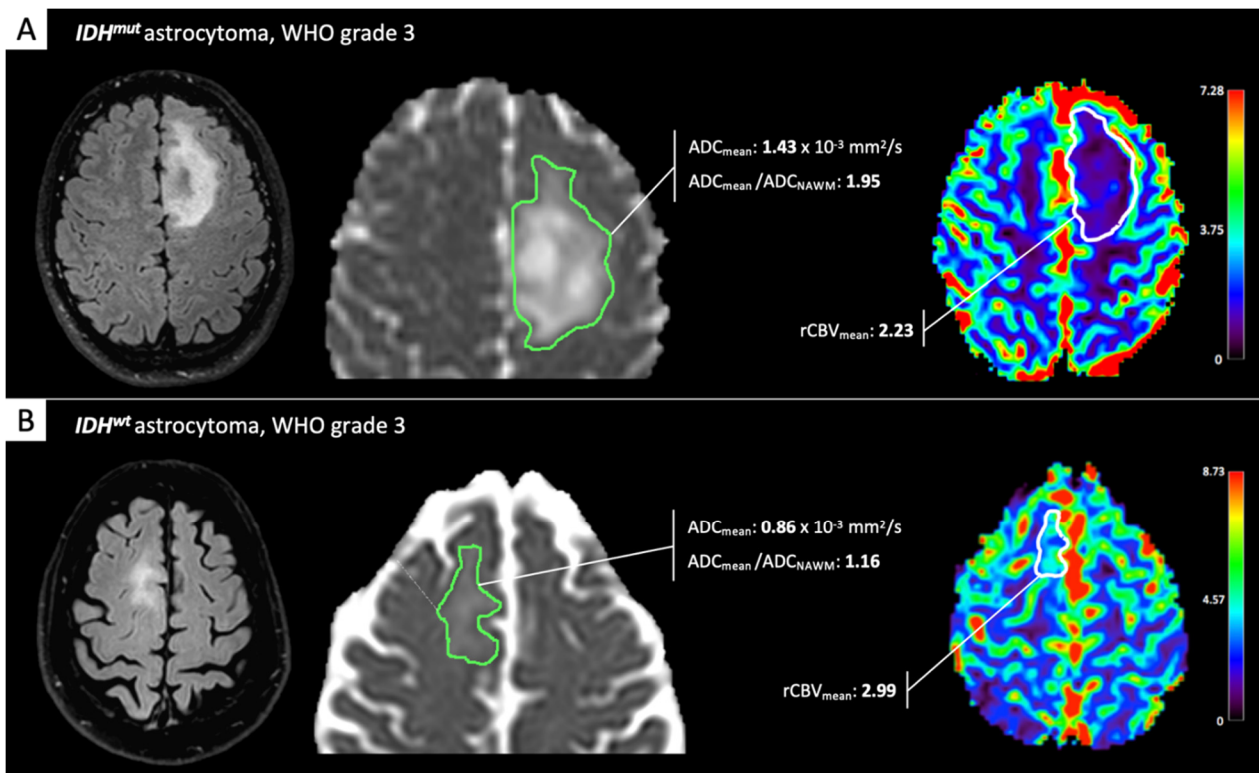 A
IDHmut astrocytoma, WHO grade 3
ADCmean: 1.43 x 10-3 mm2/s
ADCmean /ADCNAWM: 1.95
rCBVmean: 2.23
7.28
3.75
0
B
IDHwt astrocytoma, WHO grade 3
ADCmean: 0.86 x 10-3 mm2/s
ADCmean /ADCNAWM: 1.16
rCBVmean: 2.99
8.73
4.57
0